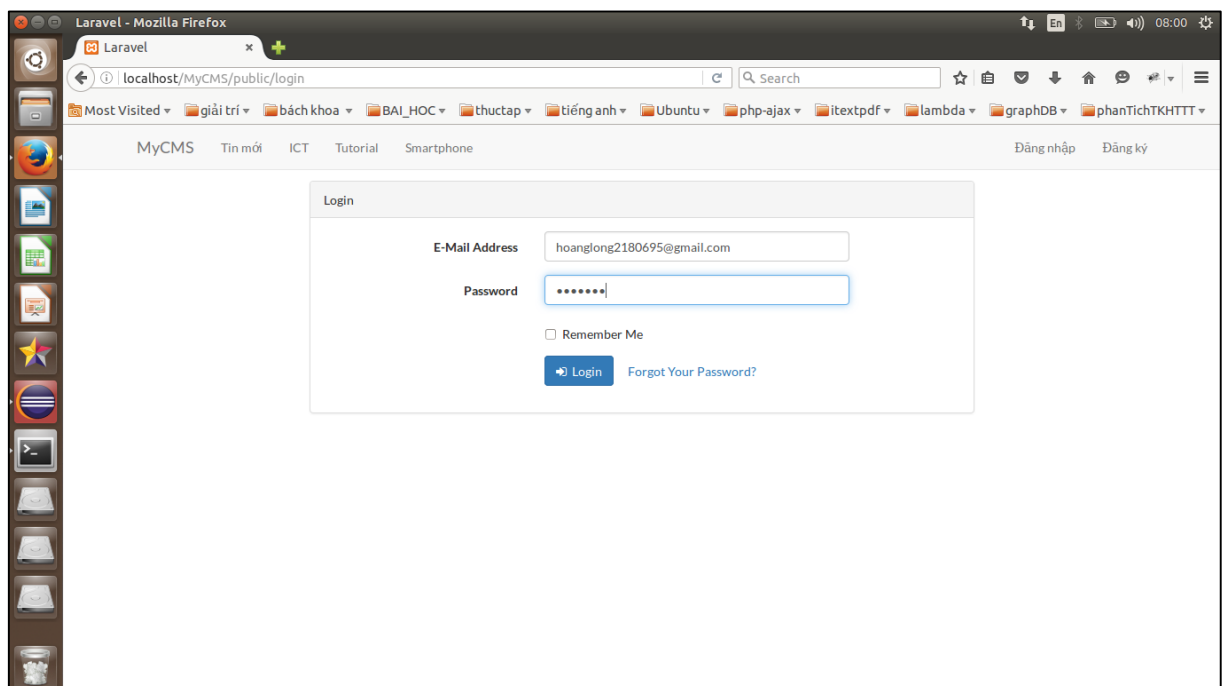 Laravel - Mozilla Firefox En 08:00
Laravel
localhost/MyCMS/public/login Search
Most Visited giải trí bách khoa BAI_HOC thuctap tiếng anh Ubuntu php-ajax itextpdf lambda graphDB phanTichTKHTTT
MyCMS Tin mới ICT Tutorial Smartphone Đăng nhập Đăng ký
Login
E-Mail Address hoanglong2180695@gmail.com
Password •••••••
Remember Me
Login Forgot Your Password?